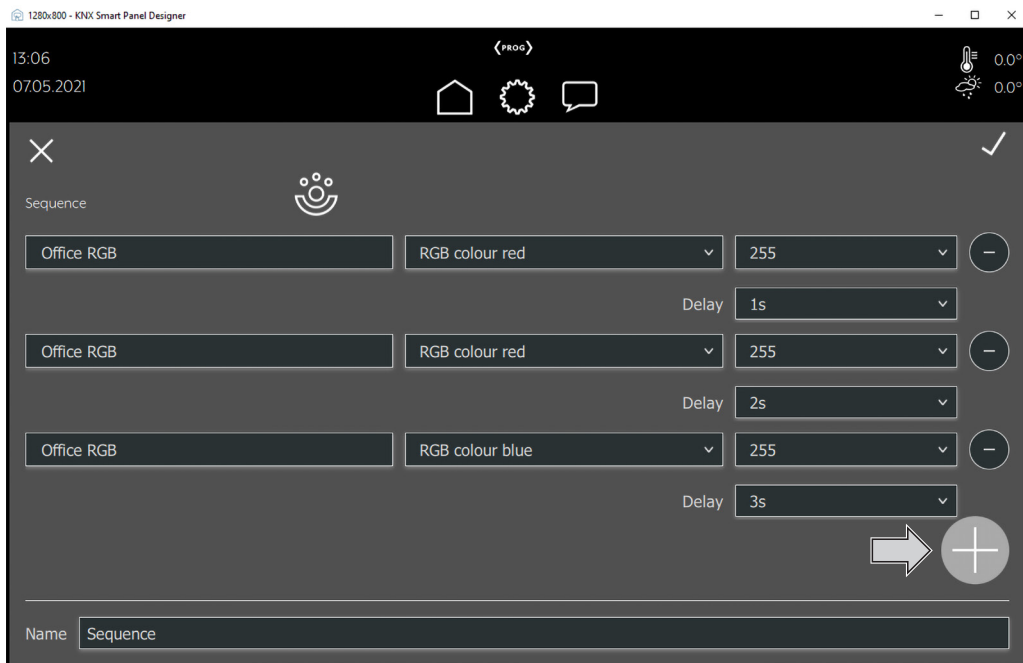 1280x800 - KNX Smart Panel Designer
13:06
PROG
0.0°
07.05.2021
0.0°
Sequence
Office RGB RGB colour red 255
Delay 1s
Office RGB RGB colour red 255
Delay 2s
Office RGB RGB colour blue 255
Delay 3s
Name Sequence